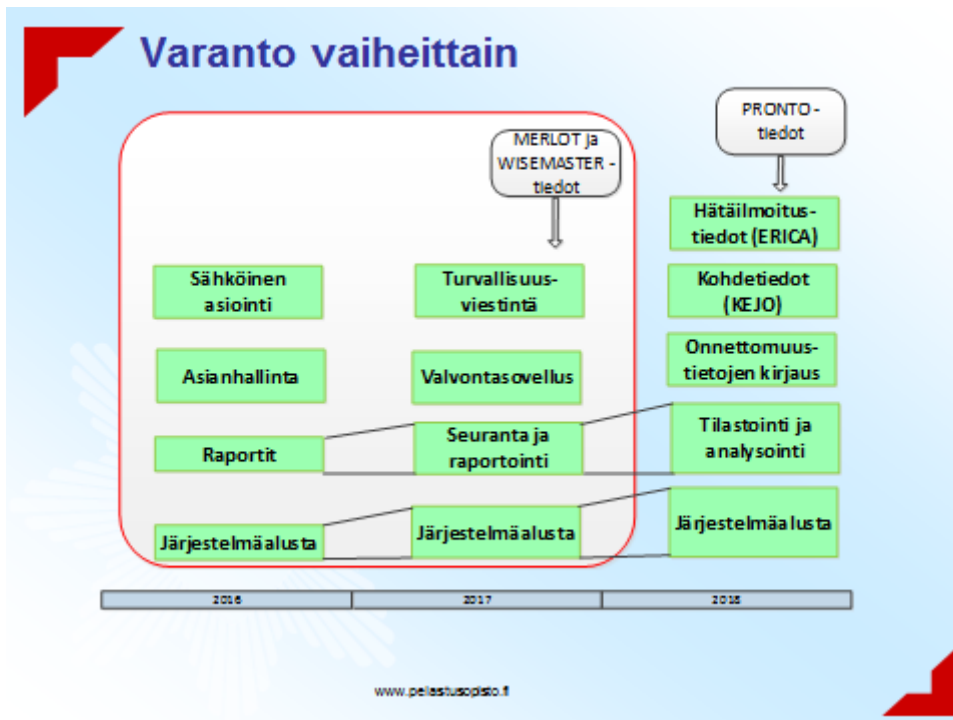 Varanto vaiheittain
PRONTO -
tiedot
MERLOT ja
WISEMASTER -
tiedot
Sähköinen
asiointi
Asianhallinta
Raportit
Järjestelmäalusta
Turvallisuus-
viestintä
Valvontasovellus
Seuranta ja
raportointi
Järjestelmäalusta
Hätäilmoitus-
tiedot (ERICA)
Kohdetiedot
(KEJO)
Onnettomuus-
tietojen kirjaus
Tilastointi ja
analysointi
Järjestelmäalusta
2016
2017
2018
www.pelastusopisto.fi